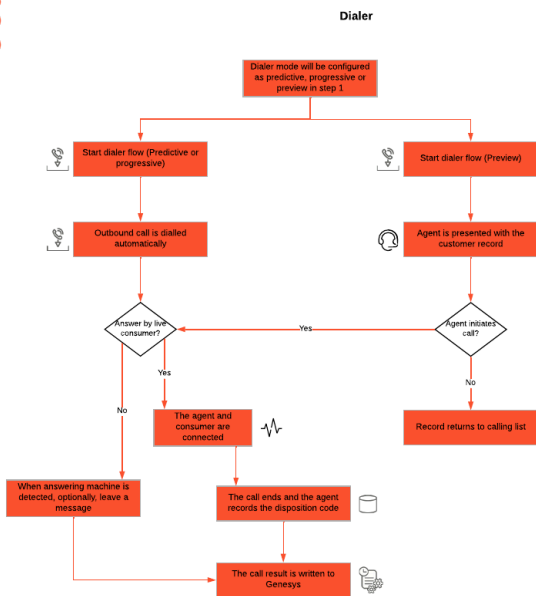 Dialer
Dialer mode will be configured
as predictive, progressive or
preview in step 1
Start dialer flow (Predictive or
progressive)
Start dialer flow (Preview)
Outbound call is dialled
automatically
Agent is presented with the
customer record
Answer by live
consumer?
Yes
Agent initiates
call?
Yes
No
No
The agent and
consumer are
connected
Record returns to calling list
When answering machine is
detected, optionally, leave a
message
The call ends and the agent
records the disposition code
The call result is written to
Genesys